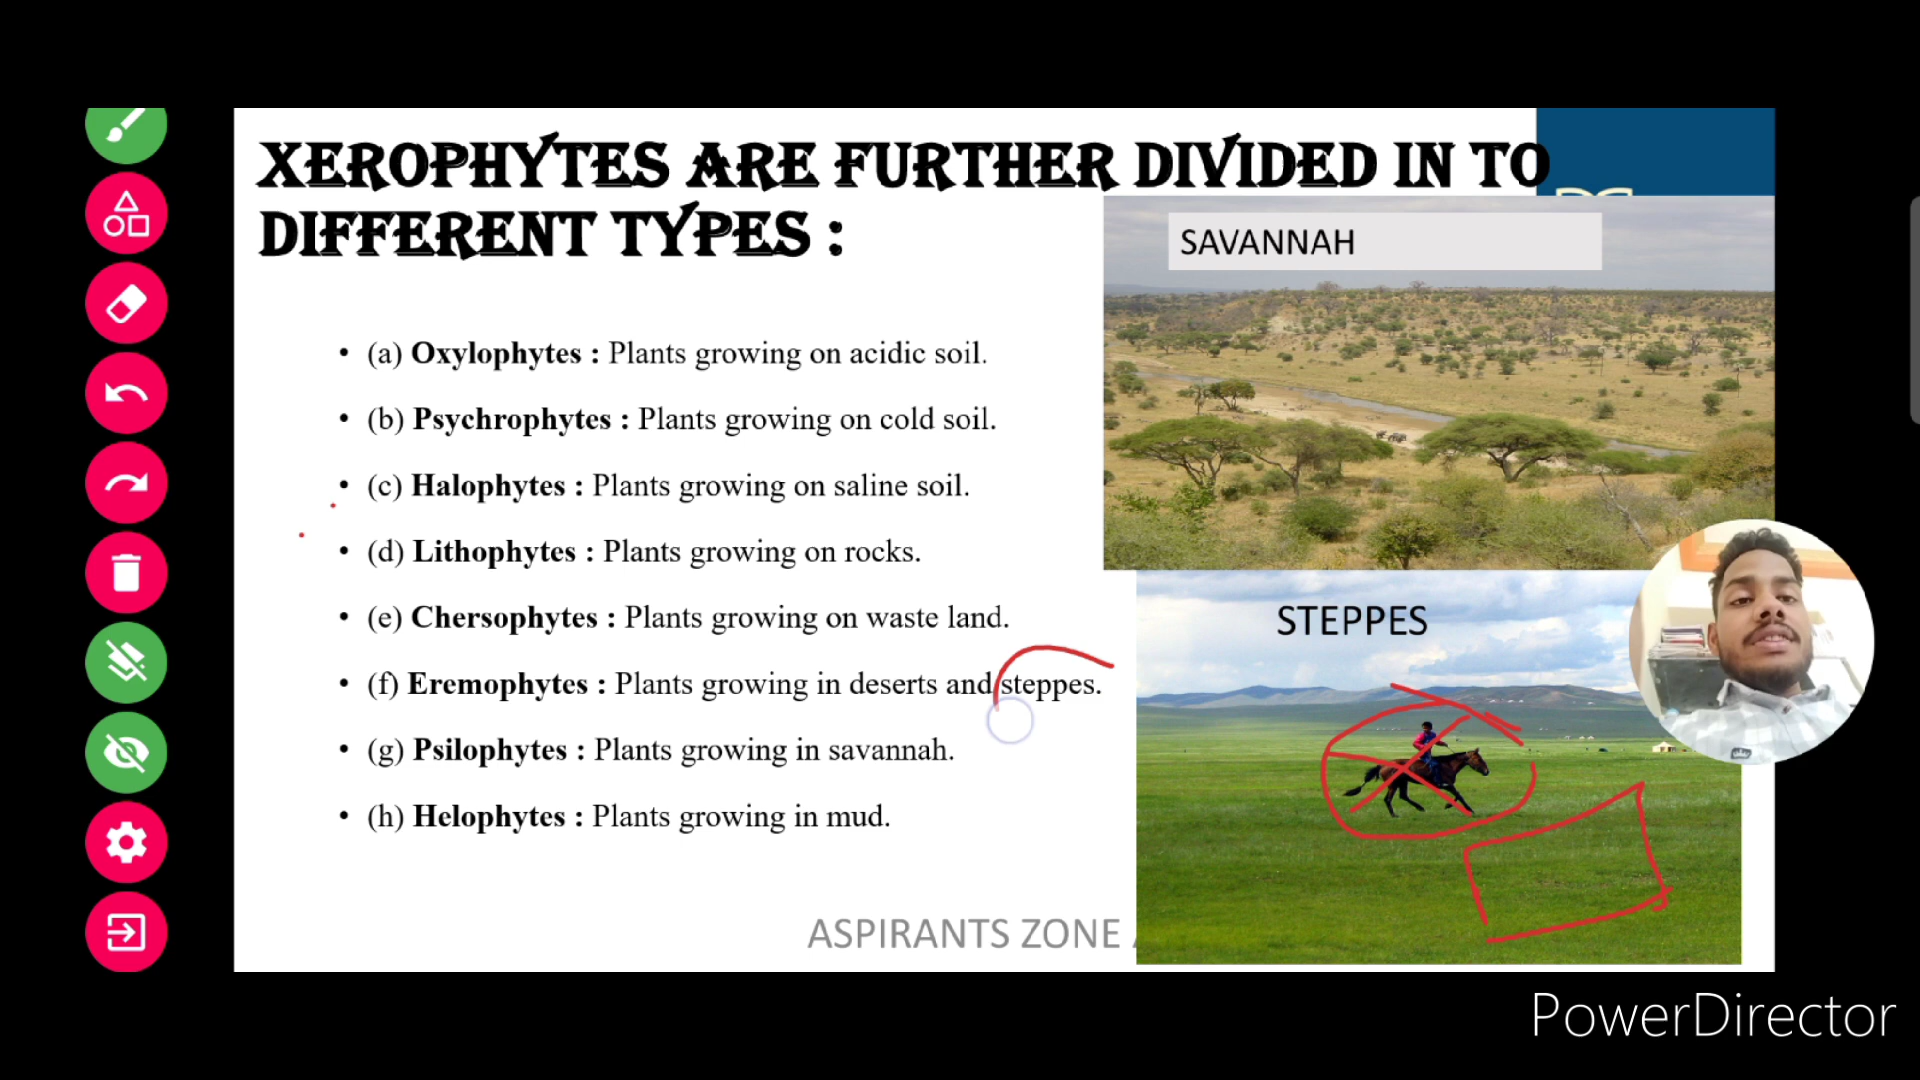 XEROPHYTES ARE FURTHER DIVIDED IN TO
DIFFERENT TYPES :
SAVANNAH
• (a) Oxylophytes : Plants growing on acidic soil.
• (b) Psychrophytes : Plants growing on cold soil.
• (c) Halophytes : Plants growing on saline soil.
• (d) Lithophytes : Plants growing on rocks.
• (e) Chersophytes : Plants growing on waste land.
STEPPES
• (f) Eremophytes : Plants growing in deserts and steppes.
• (g) Psilophytes : Plants growing in savannah.
• (h) Helophytes : Plants growing in mud.
ASPIRANTS ZONE
PowerDirector